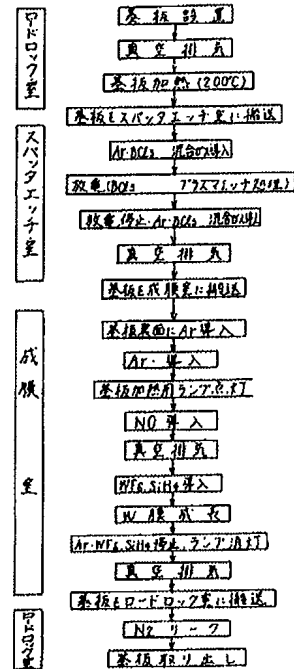 ロードロック室
基板設置
真空排気
基板加熱(200℃)
基板をスパッタエッチ室に搬送
スパッタエッチ室
Ar・BCl₃ 混合ガス導入
放電(BCl₃ プラズマエッチ処理)
放電停止・Ar・BCl₃ 混合ガス停止
真空排気
基板を成膜室に搬送
成膜室
基板裏面にAr導入
Ar・導入
基板加熱用ランプ点灯
NO導入
真空排気
WF₆, SiH₄導入
W膜成長
Ar・WF₆, SiH₄停止, ランプ消灯
真空排気
基板をロードロック室に搬送
ロードロック室
N2リーク
基板取り出し